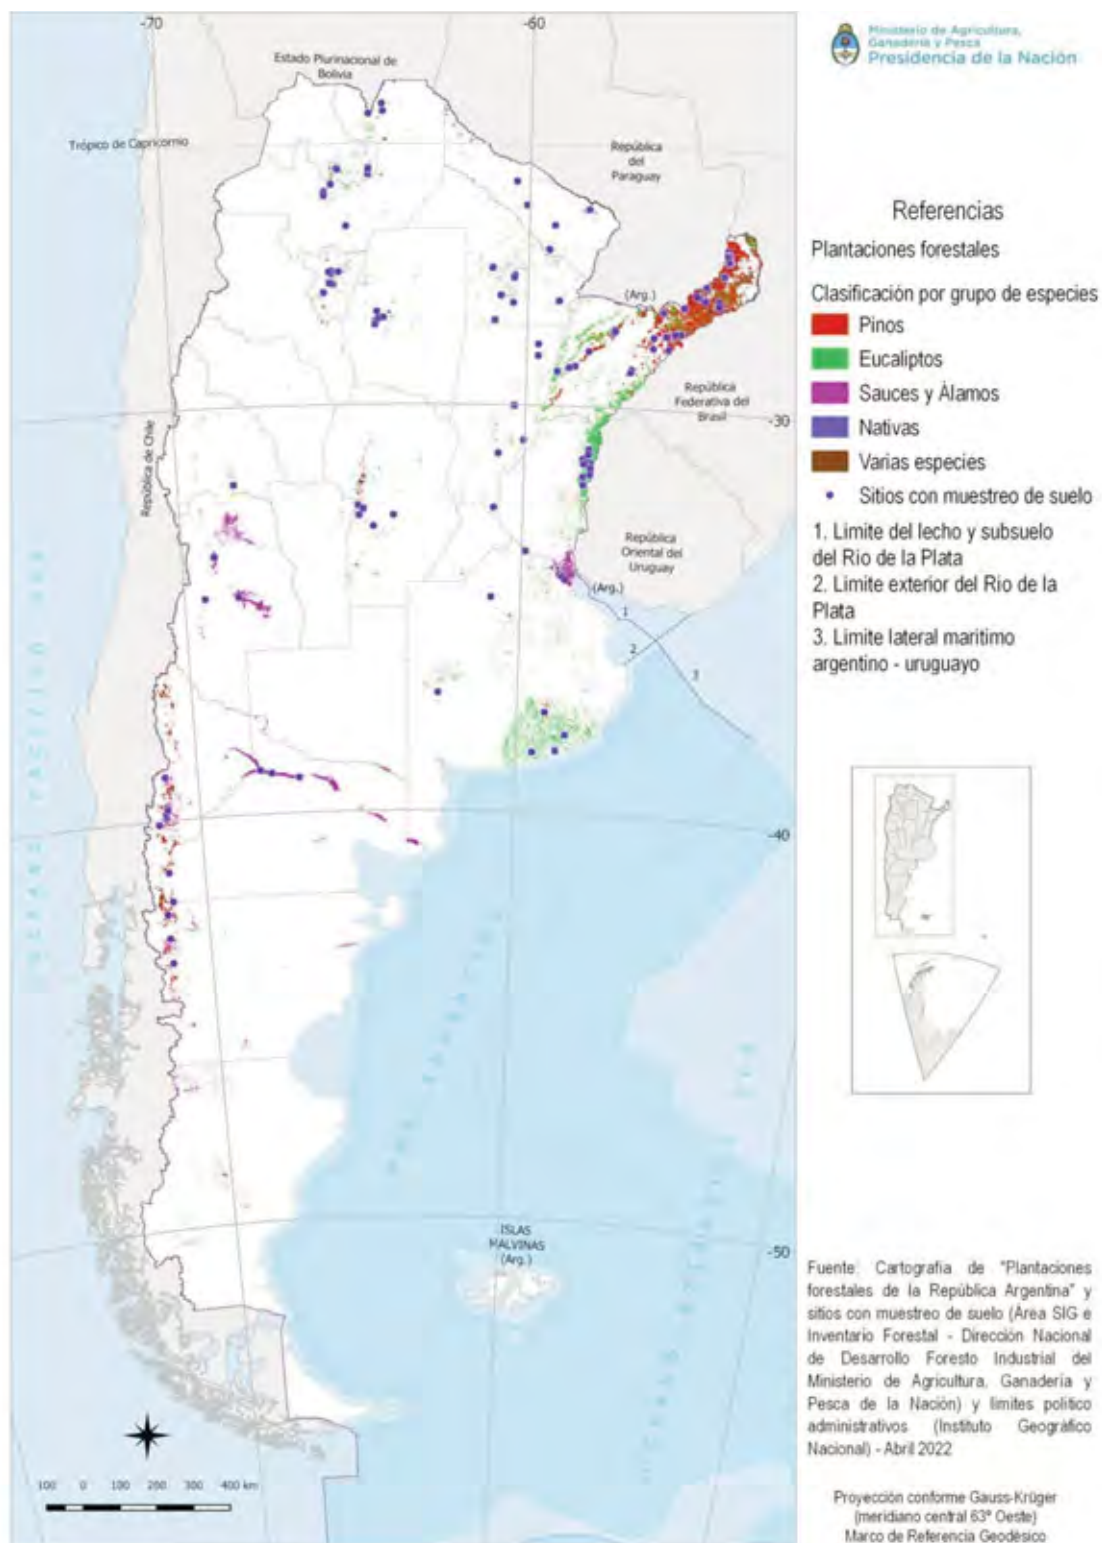 -70
-60
Estado Plurinacional de
Bolivia
Trópico de Capricornio
República
del
Paraguay
(Arg.)
República
Federativa del
Brasil
-30
República de Chile
República
Oriental del
Uruguay
(Arg.)
1
2
3
-40
ISLAS
MALVINAS
(Arg.)
-50
100 0 100 200 300 400 km
Ministerio de Agricultura,
Ganadería y Pesca
Presidencia de la Nación
Referencias
Plantaciones forestales
Clasificación por grupo de especies
Pinos
Eucaliptos
Sauces y Álamos
Nativas
Varias especies
Sitios con muestreo de suelo
1. Limite del lecho y subsuelo
del Rio de la Plata
2. Limite exterior del Rio de la
Plata
3. Limite lateral maritimo
argentino - uruguayo
Fuente: Cartografia de "Plantaciones
forestales de la República Argentina" y
sitios con muestreo de suelo (Área SIG e
Inventario Forestal - Dirección Nacional
de Desarrollo Foresto Industrial del
Ministerio de Agricultura, Ganadería y
Pesca de la Nación) y limites politico
administrativos (Instituto Geográfico
Nacional) - Abril 2022
Proyección conforme Gauss-Krüger
(meridiano central 63º Oeste)
Marco de Referencia Geodésico